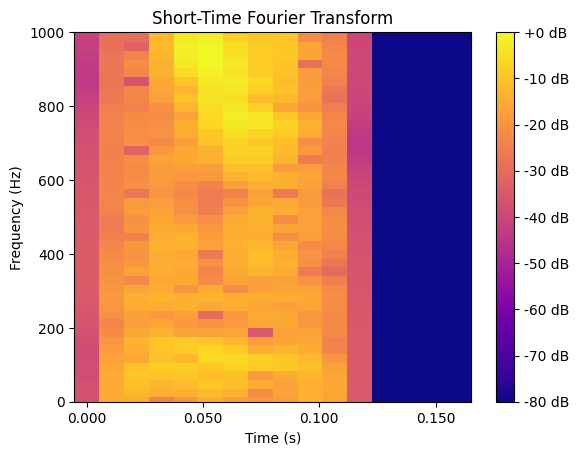 Short-Time Fourier Transform
1000
800
600
400
200
0
Frequency (Hz)
0.000
0.050
0.100
0.150
Time (s)
+0 dB
-10 dB
-20 dB
-30 dB
-40 dB
-50 dB
-60 dB
-70 dB
-80 dB